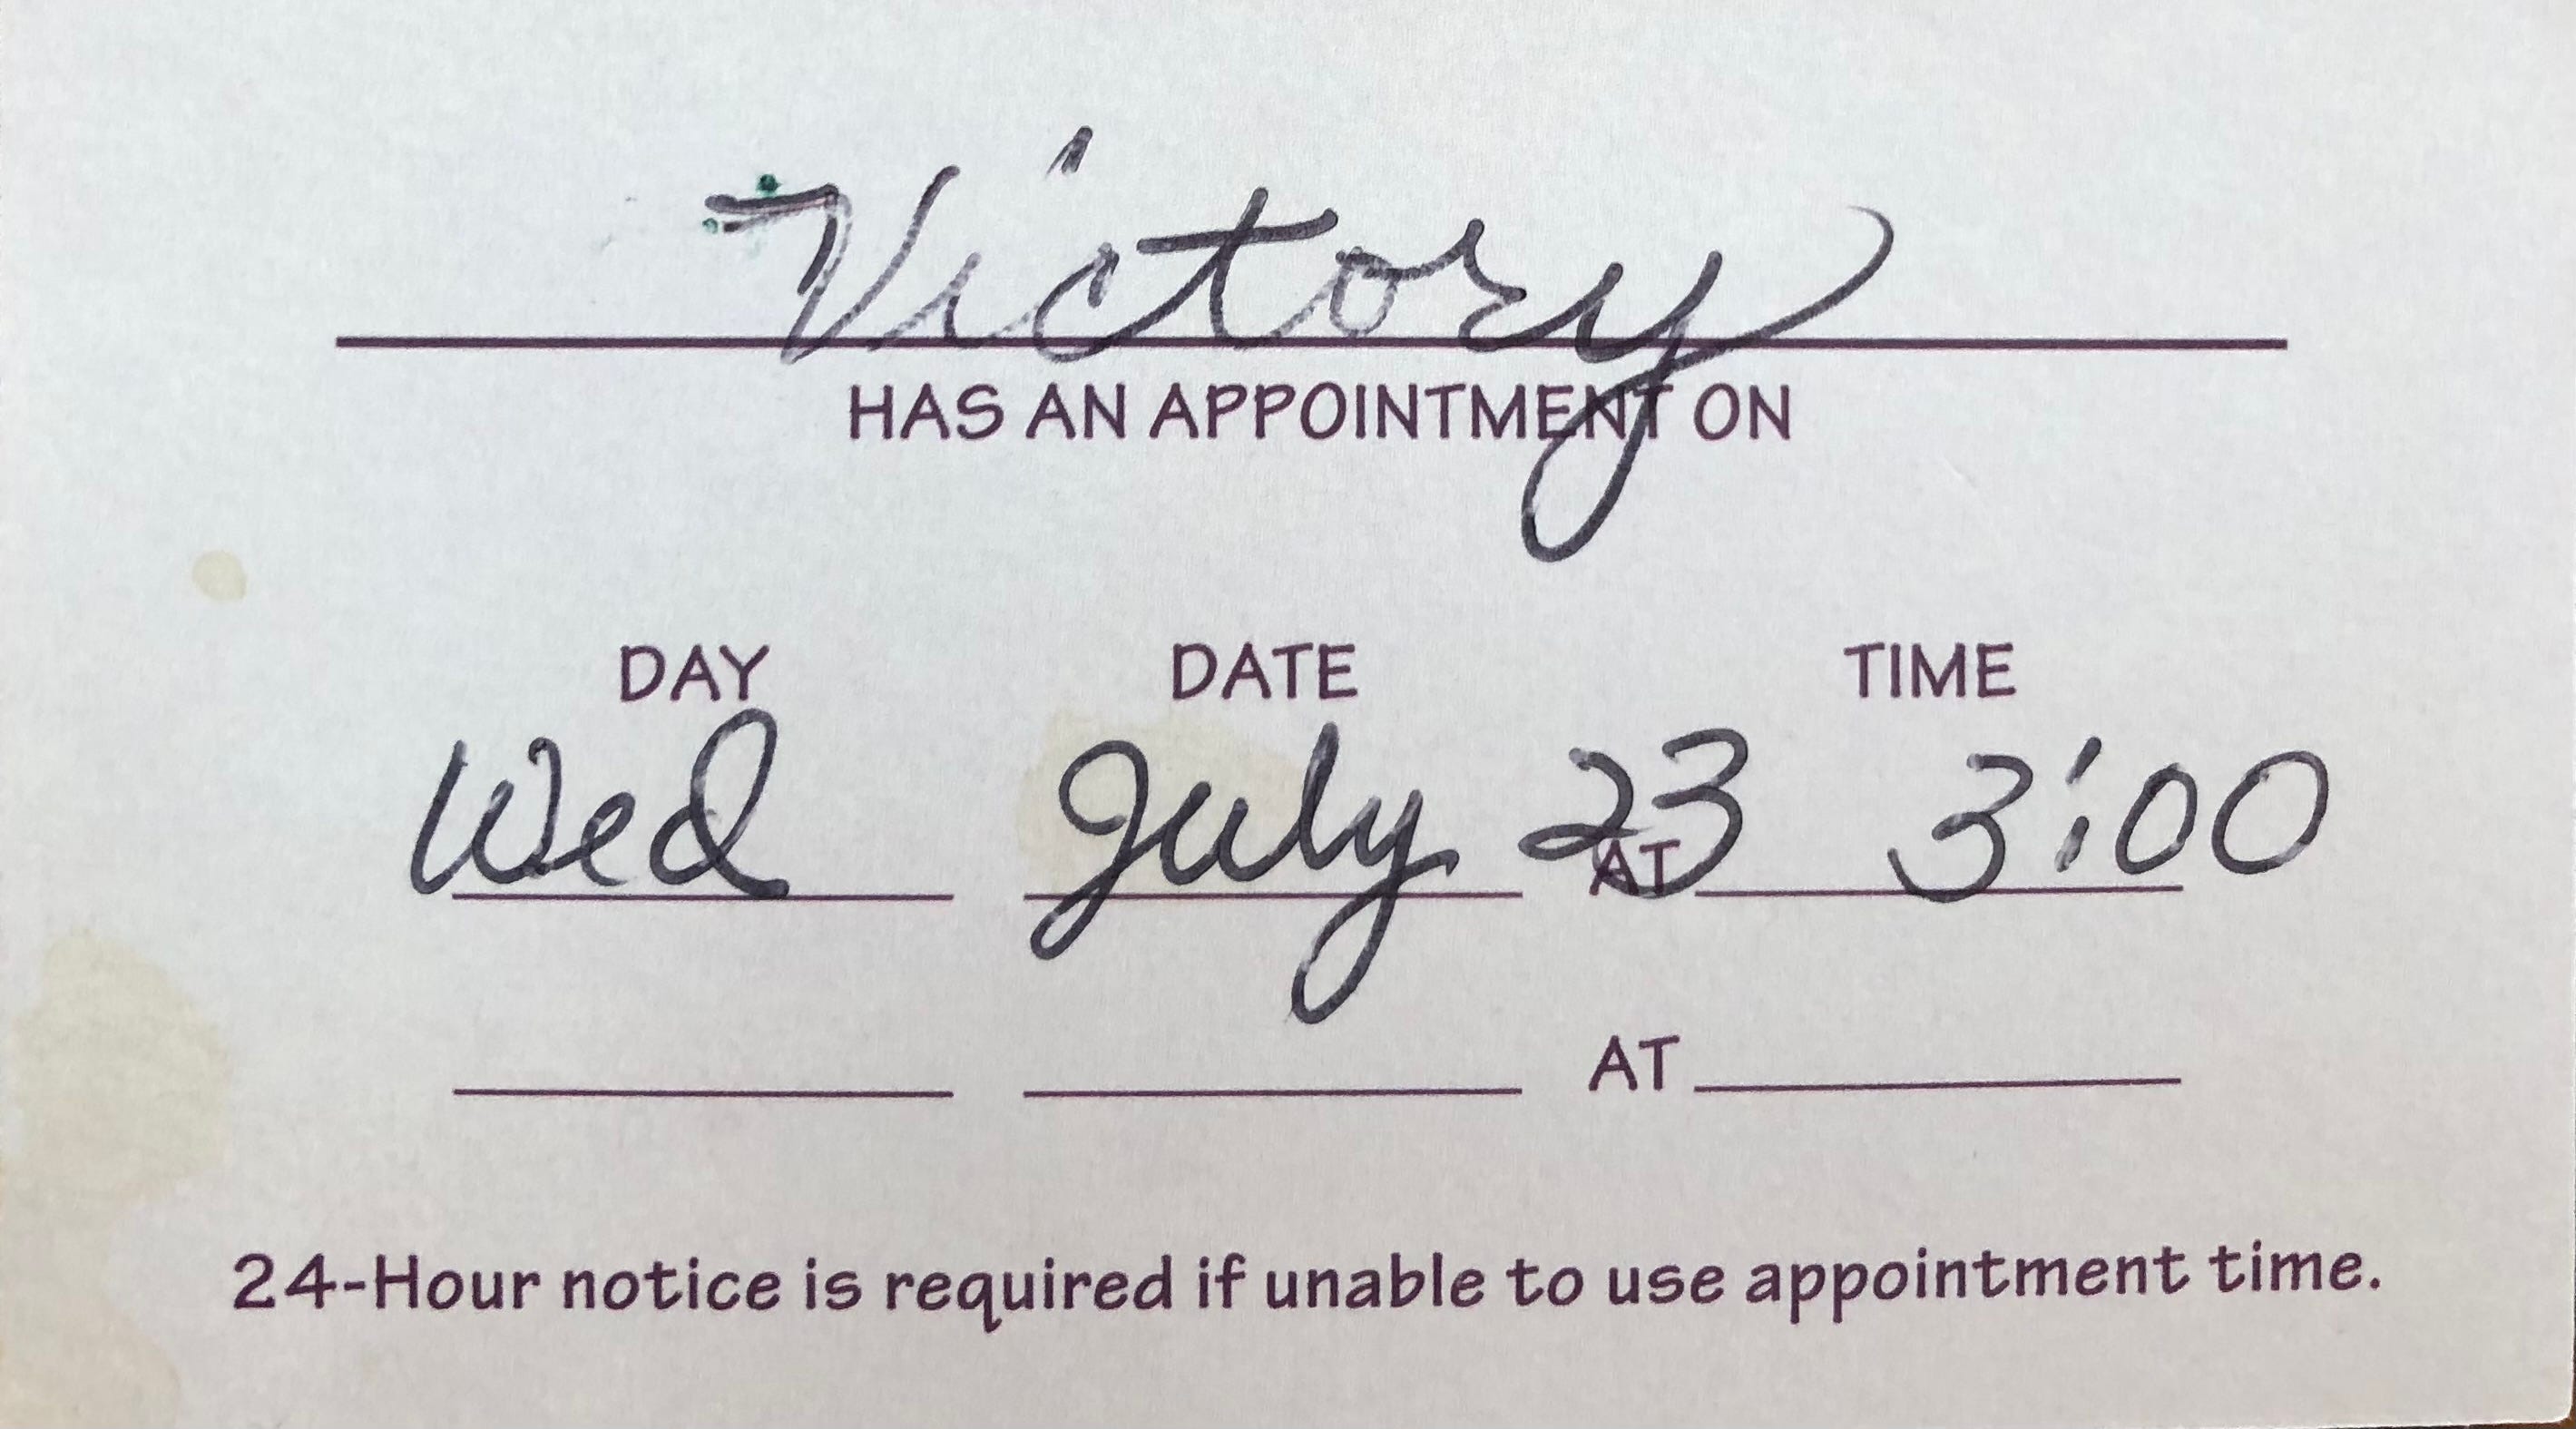 Victory
HAS AN APPOINTMENT ON
DAY DATE TIME
Wed July 23 AT 3:00
AT
24-Hour notice is required if unable to use appointment time.